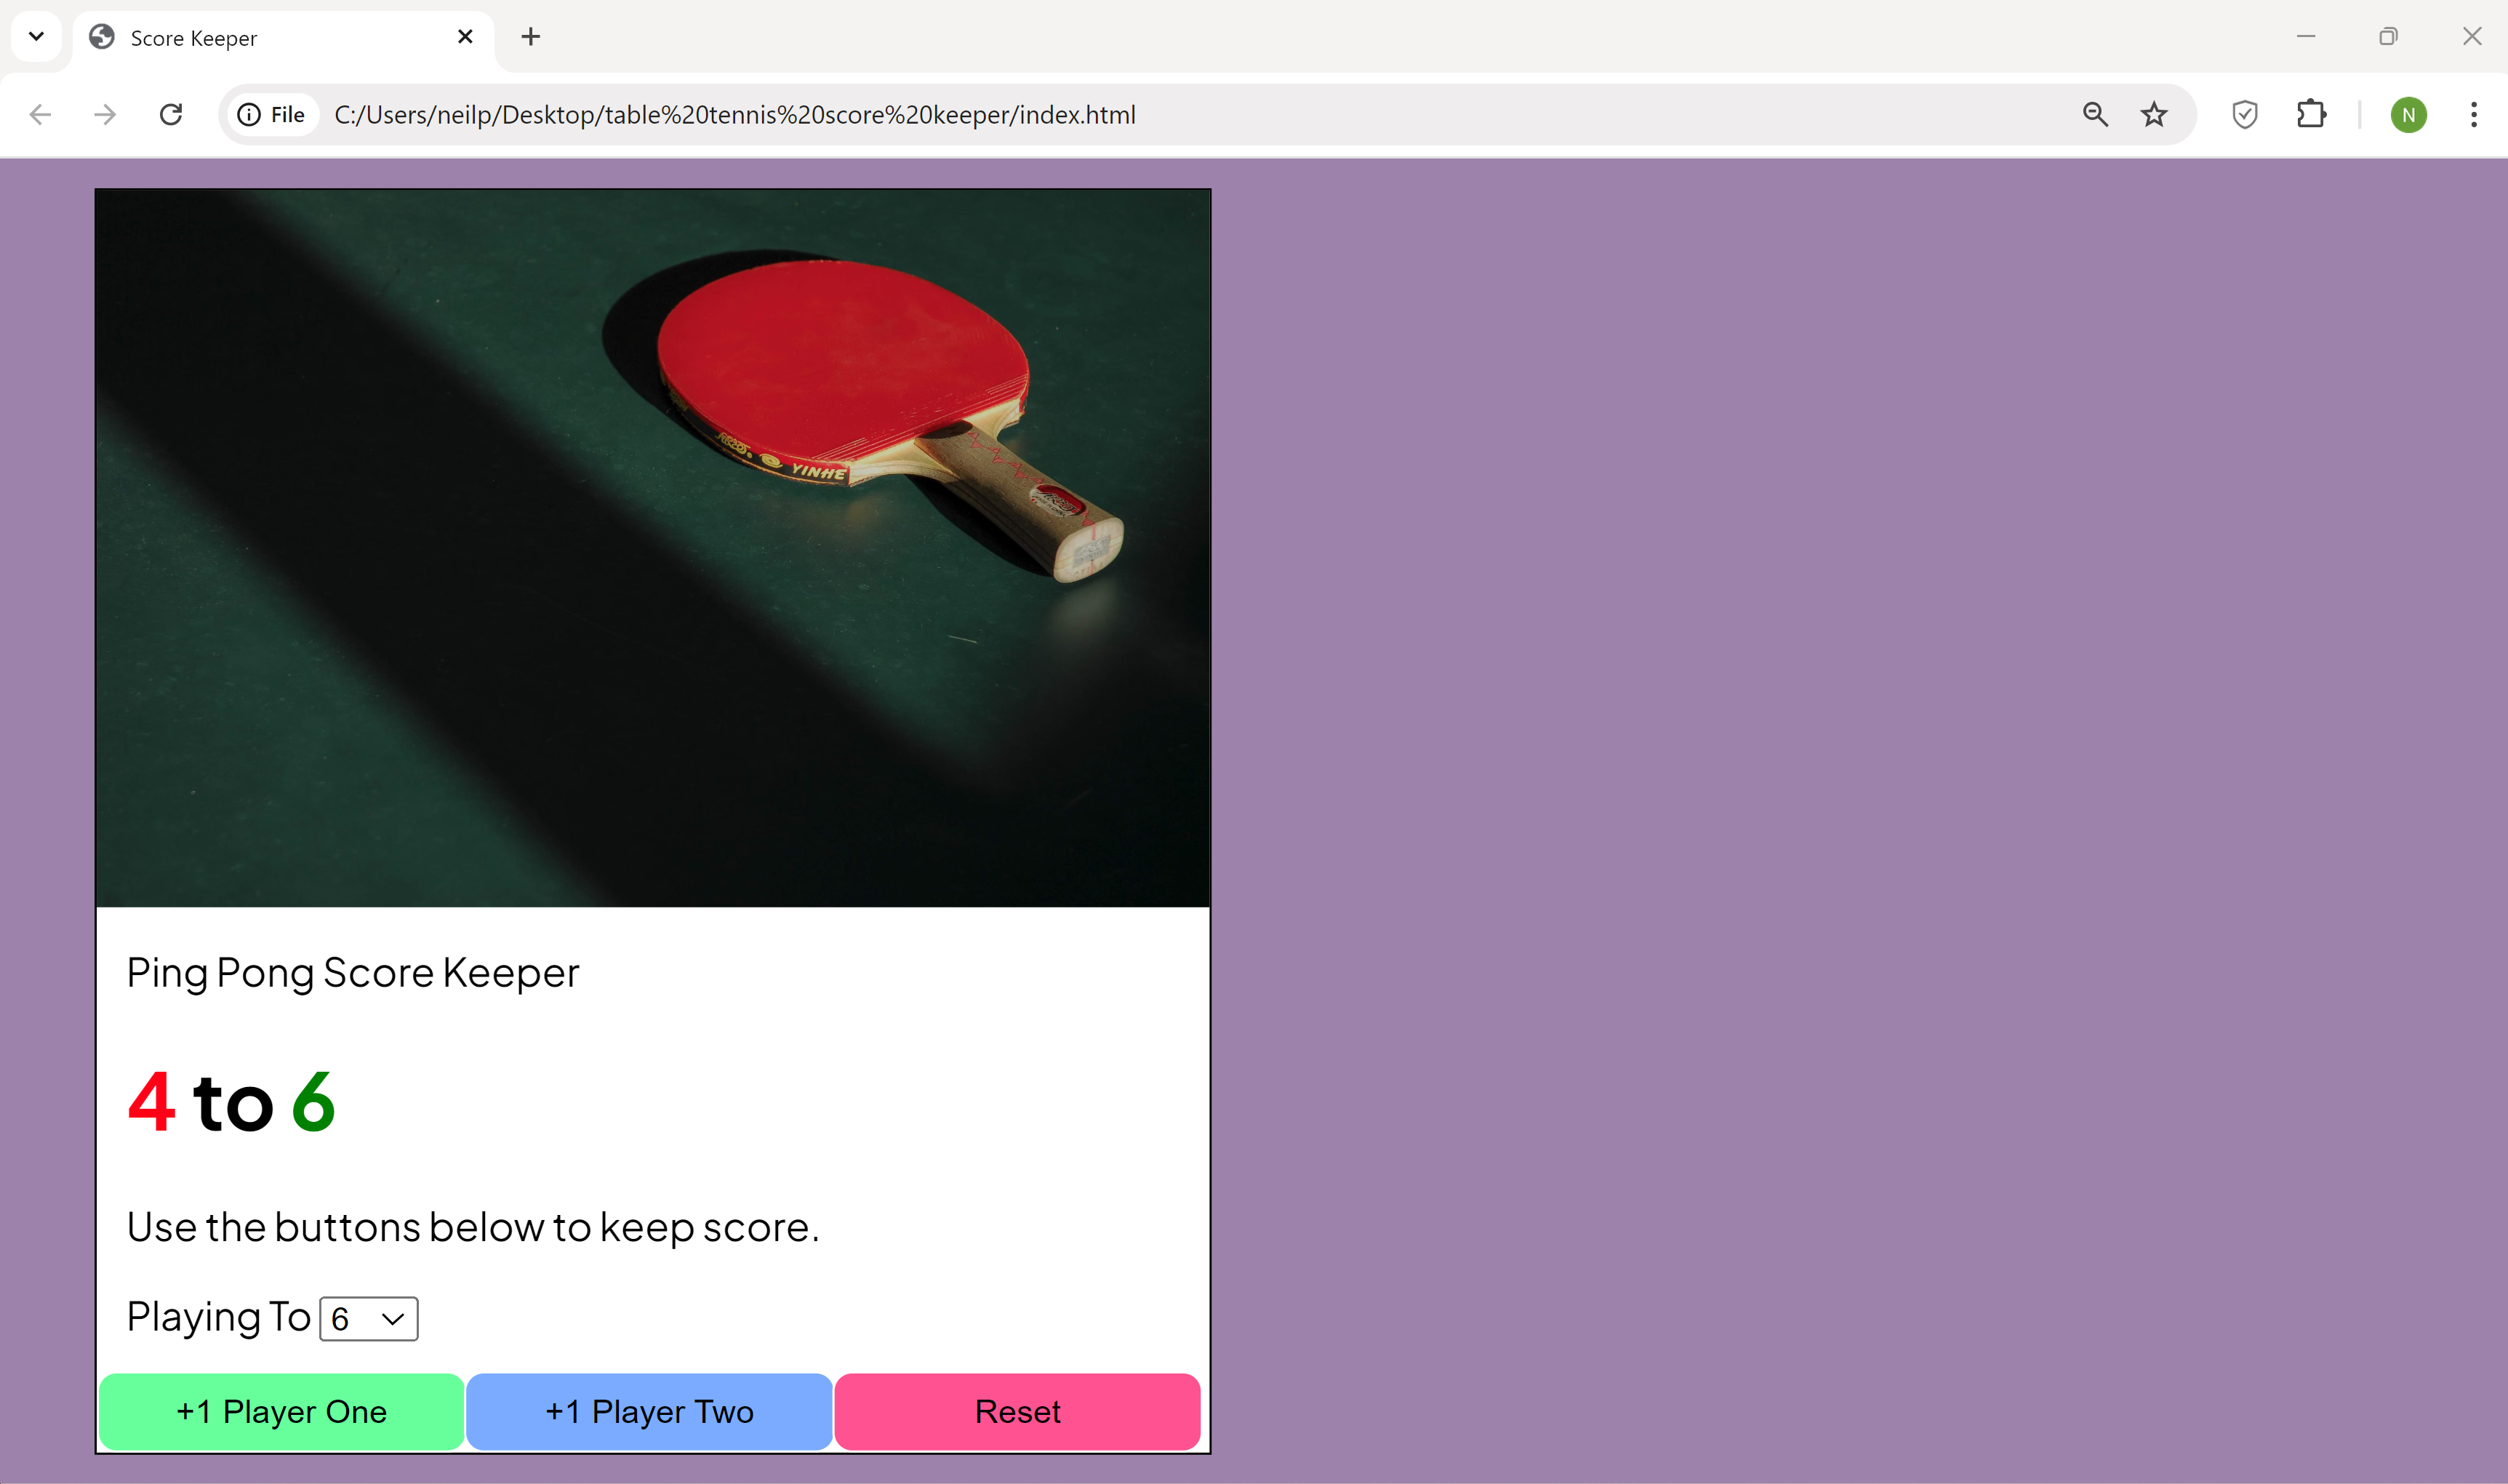 Score Keeper
File
C:/Users/neilp/Desktop/table%20tennis%20score%20keeper/index.html
N
YINHE
Ping Pong Score Keeper
4 to 6
Use the buttons below to keep score.
Playing To 6
+1 Player One
+1 Player Two
Reset